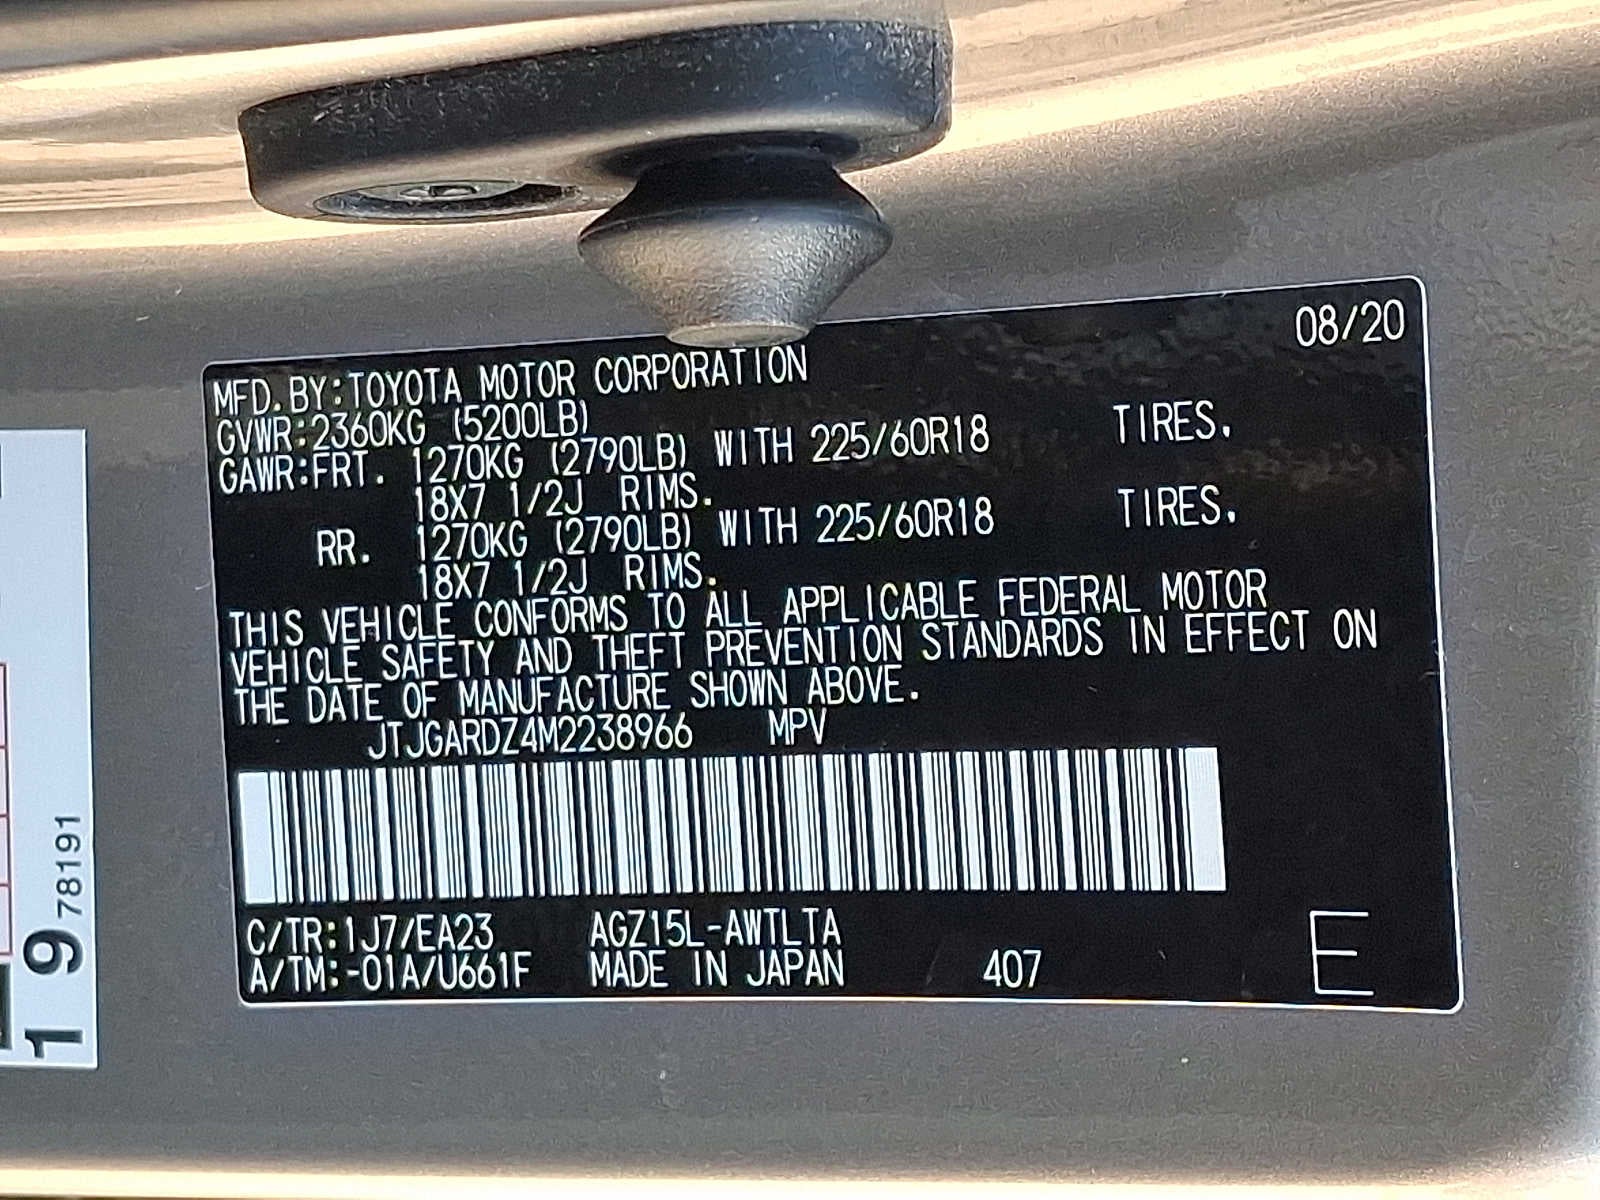 08/20
MFD. BY:TOYOTA MOTOR CORPORATION
GVWR:2360KG (5200LB)
GAWR:FRT. 1270KG (2790LB) WITH 225/60R18 TIRES.
18X7 1/2J RIMS.
RR. 1270KG (2790LB) WITH 225/60R18 TIRES.
18X7 1/2J RIMS.
THIS VEHICLE CONFORMS TO ALL APPLICABLE FEDERAL MOTOR
VEHICLE SAFETY AND THEFT PREVENTION STANDARDS IN EFFECT ON
THE DATE OF MANUFACTURE SHOWN ABOVE.
JTJGARDZ4M2238966 MPV
C/TR:1J7/EA23 AGZ15L-AWTLTA
A/TM:-01A/U661F MADE IN JAPAN 407 E
19 781191